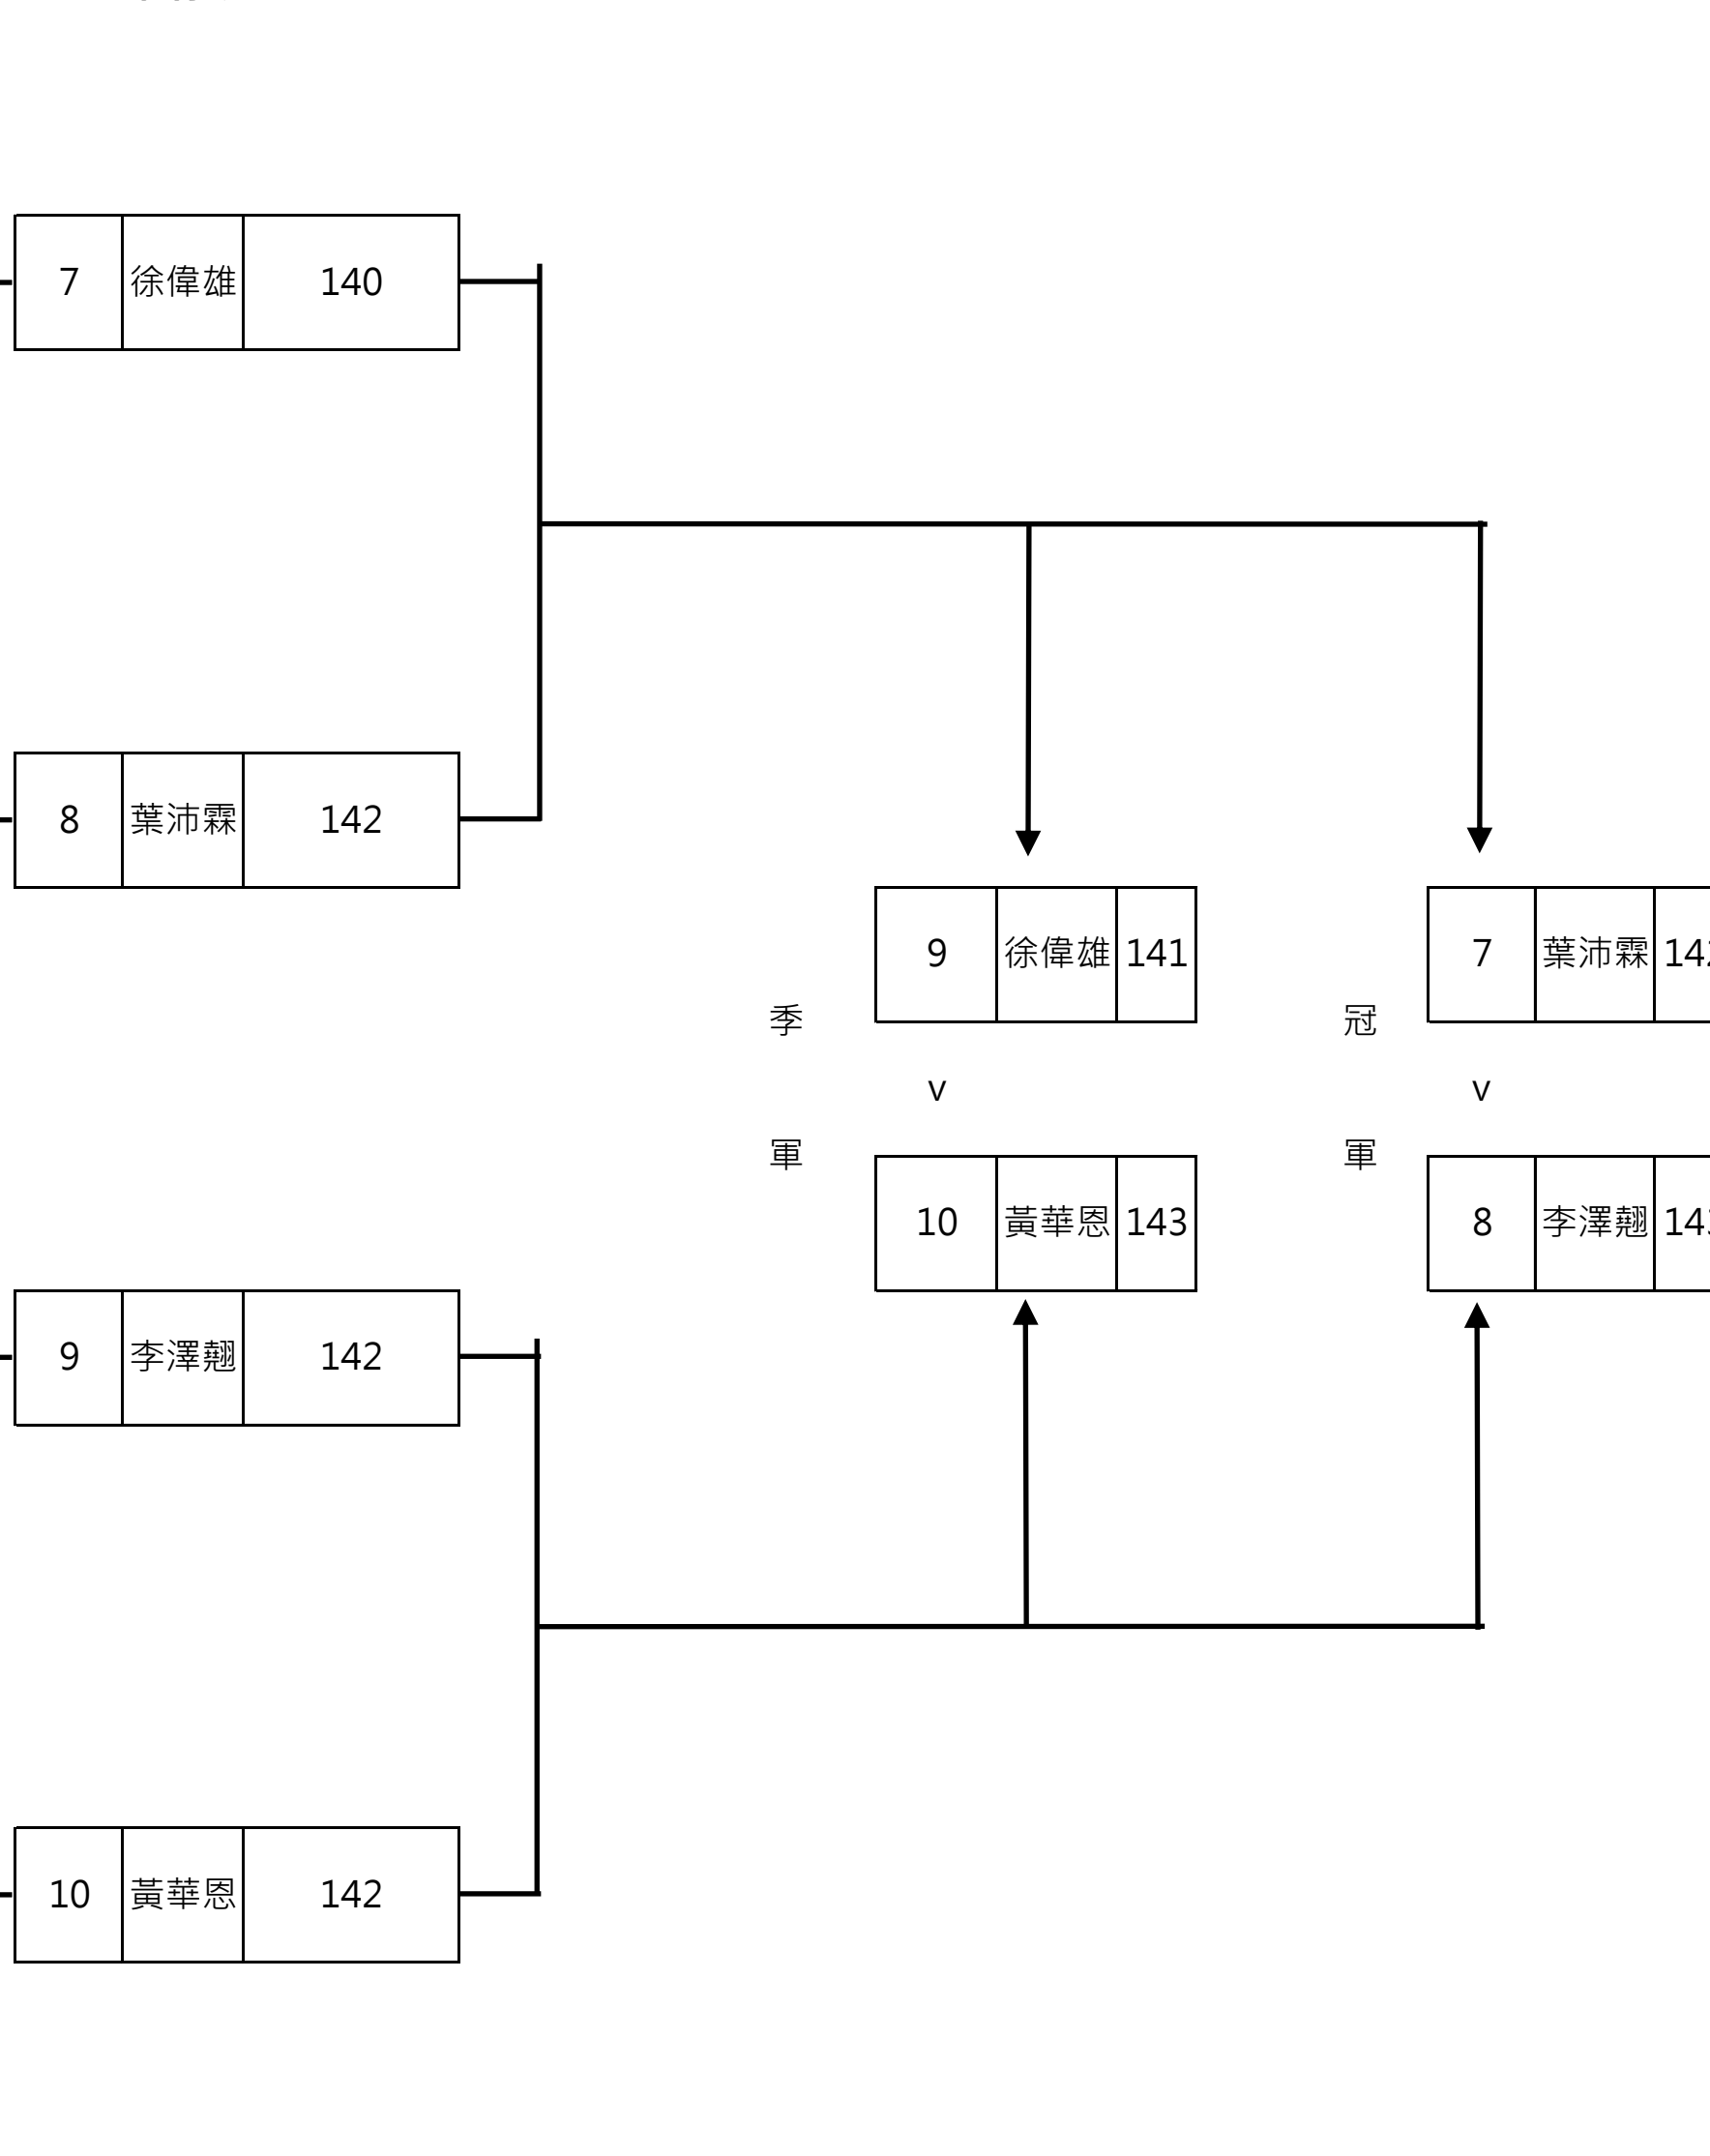 7 徐偉雄 140
8 葉沛霖 142
9 徐偉雄 141
7 葉沛霖
季
冠
v
v
軍
軍
10 黃華恩 143
8 李澤翹
9 李澤翹 142
10 黃華恩 142